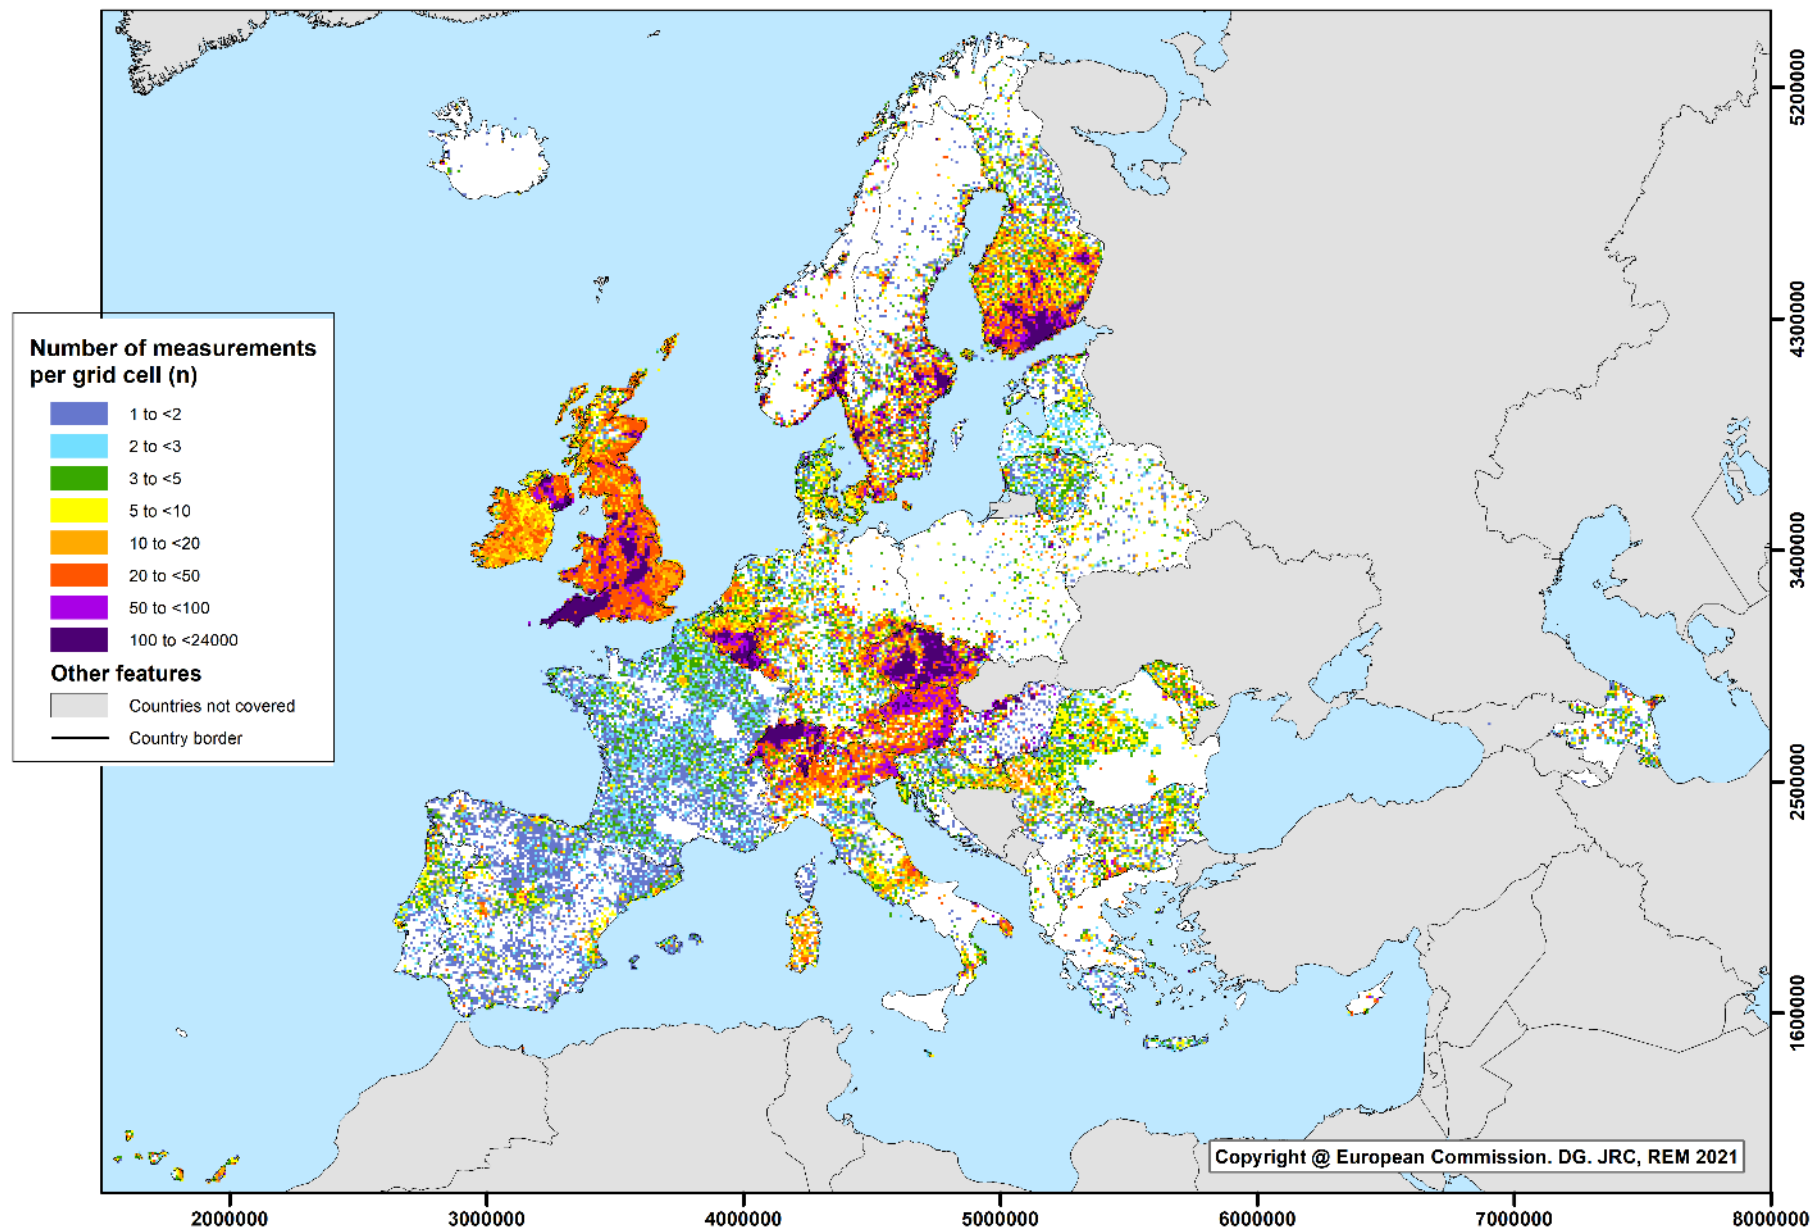 Number of measurements
per grid cell (n)
1 to <2
2 to <3
3 to <5
5 to <10
10 to <20
20 to <50
50 to <100
100 to <24000
Other features
Countries not covered
Country border
5200000
4300000
3400000
2500000
1600000
Copyright @ European Commission. DG. JRC, REM 2021
2000000
3000000
4000000
5000000
6000000
7000000
8000000